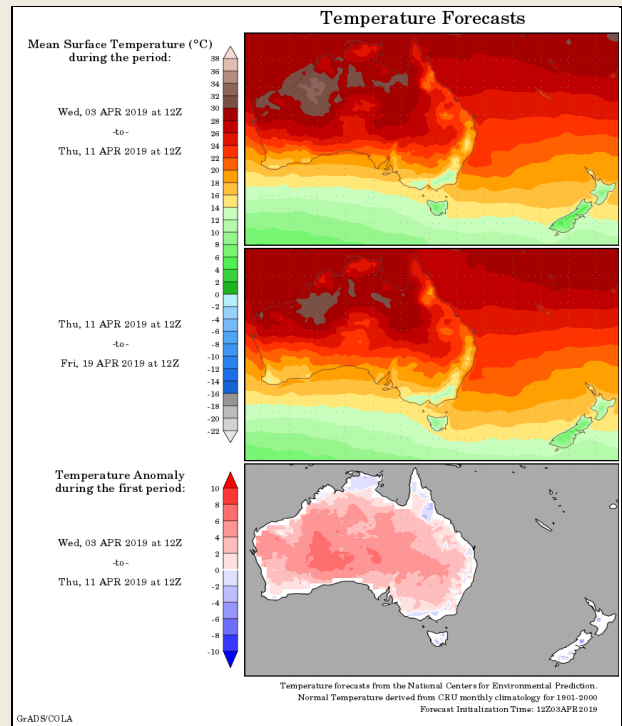 Temperature Forecasts
Mean Surface Temperature (°C)
during the period:
Wed, 03 APR 2019 at 12Z
-to-
Thu, 11 APR 2019 at 12Z
38
36
34
32
30
28
26
24
22
20
18
16
14
12
10
8
6
4
2
0
-2
-4
-6
-8
-10
-12
-14
-16
-18
-20
-22
Thu, 11 APR 2019 at 12Z
-to-
Fri, 19 APR 2019 at 12Z
Temperature Anomaly
during the first period:
Wed, 03 APR 2019 at 12Z
-to-
Thu, 11 APR 2019 at 12Z
10
8
6
4
2
0
-2
-4
-6
-8
-10
Temperature forecasts from the National Centers for Environmental Prediction.
Normal Temperature derived from CRU monthly climatology for 1901-2000
Forecast Initialization Time: 12Z03APR2019
GrADS/COLA